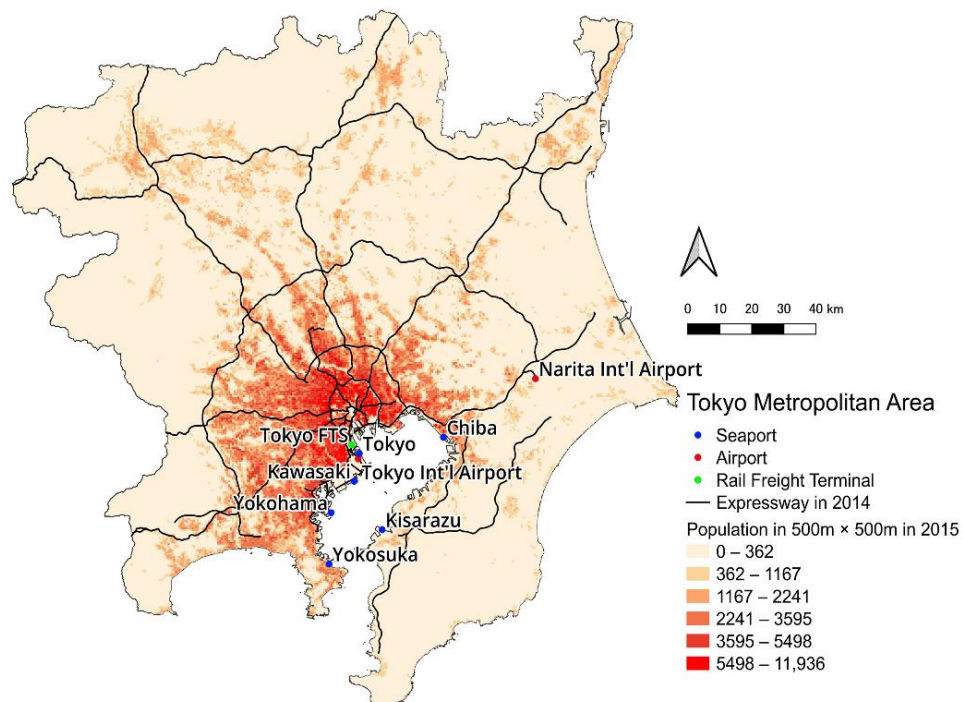 0 10 20 30 40 km
Narita Int'l Airport
Tokyo Metropolitan Area
Chiba
Seaport
Tokyo FTS
Tokyo
Airport
Kawasaki
Tokyo Int'l Airport
Rail Freight Terminal
Yokohama
Expressway in 2014
Kisarazu
Population in 500m × 500m in 2015
Yokosuka
0 – 362
362 – 1167
1167 – 2241
2241 – 3595
3595 – 5498
5498 – 11,936